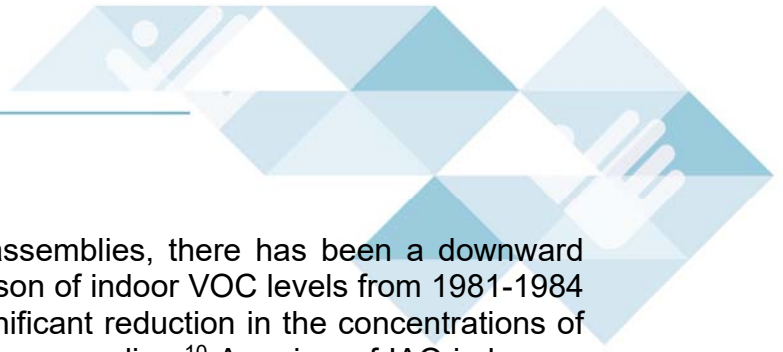 assemblies, there has been a downward
son of indoor VOC levels from 1981-1984
nificant reduction in the concentrations of